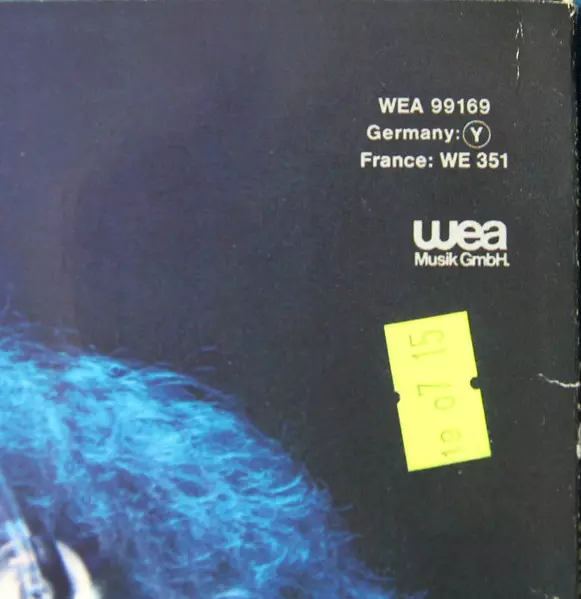 WEA 99169
Germany: Y
France: WE 351
wea
Musik GmbH.
19 07 15